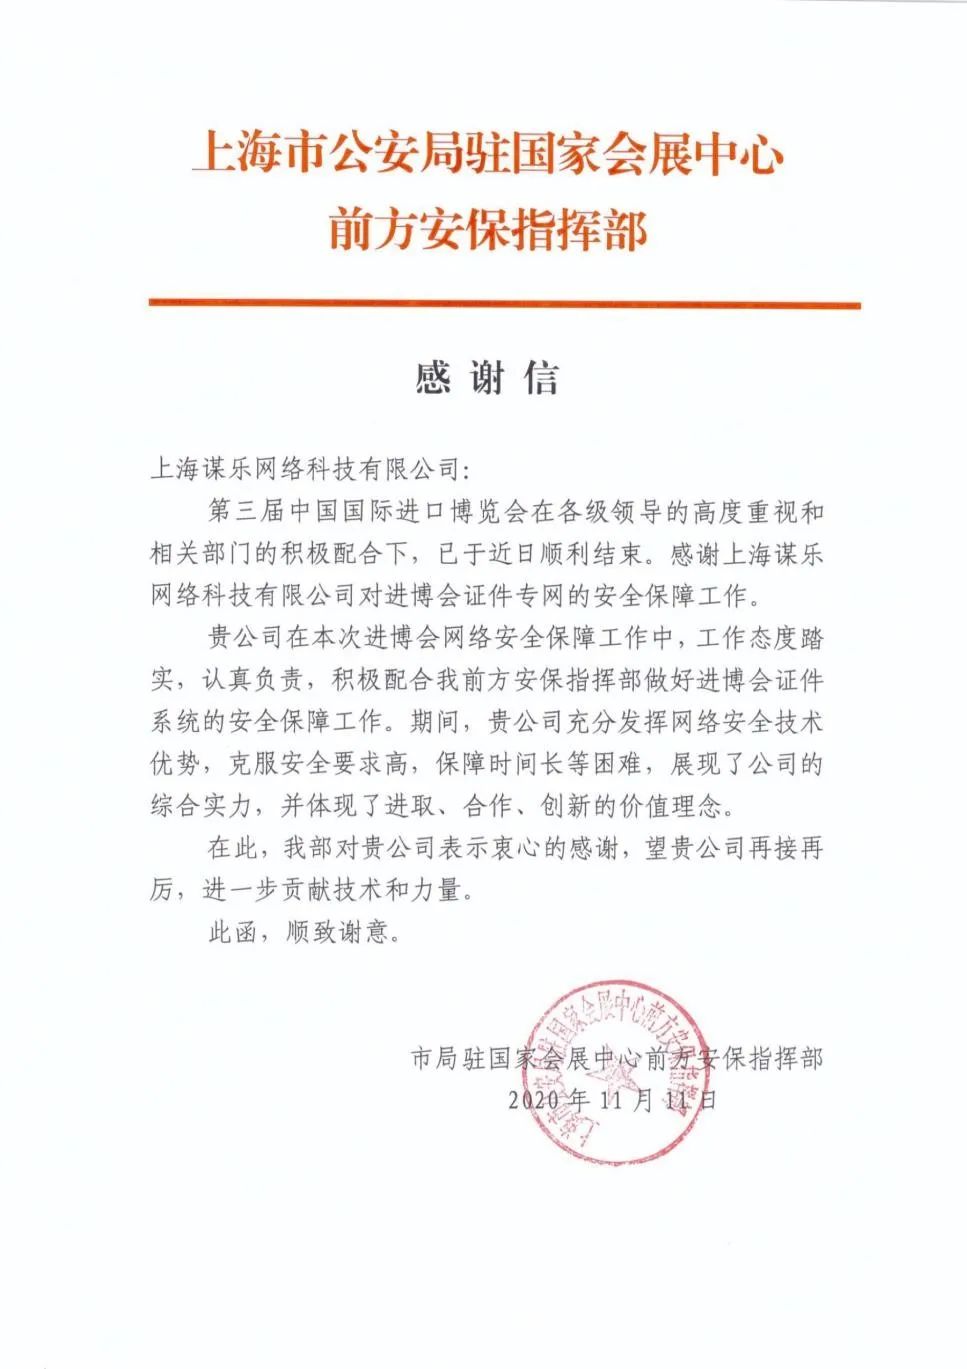 上海市公安局驻国家会展中心
前方安保指挥部
感谢信
上海谋乐网络科技有限公司:
第三届中国国际进口博览会在各级领导的高度重视和
相关部门的积极配合下，已于近日顺利结束。感谢上海谋乐
网络科技有限公司对进博会证件专网的安全保障工作。
贵公司在本次进博会网络安全保障工作中，工作态度踏
实，认真负责，积极配合我前方安保指挥部做好进博会证件
系统的安全保障工作。期间，贵公司充分发挥网络安全技术
优势，克服安全要求高，保障时间长等困难，展现了公司的
综合实力，并体现了进取、合作、创新的价值理念。
在此，我部对贵公司表示衷心的感谢，望贵公司再接再
厉，进一步贡献技术和力量。
此函，顺致谢意。
市局驻国家会展中心前方安保指挥部
2020年11月11日
上海市公安局驻国家会展中心前方安保指挥部